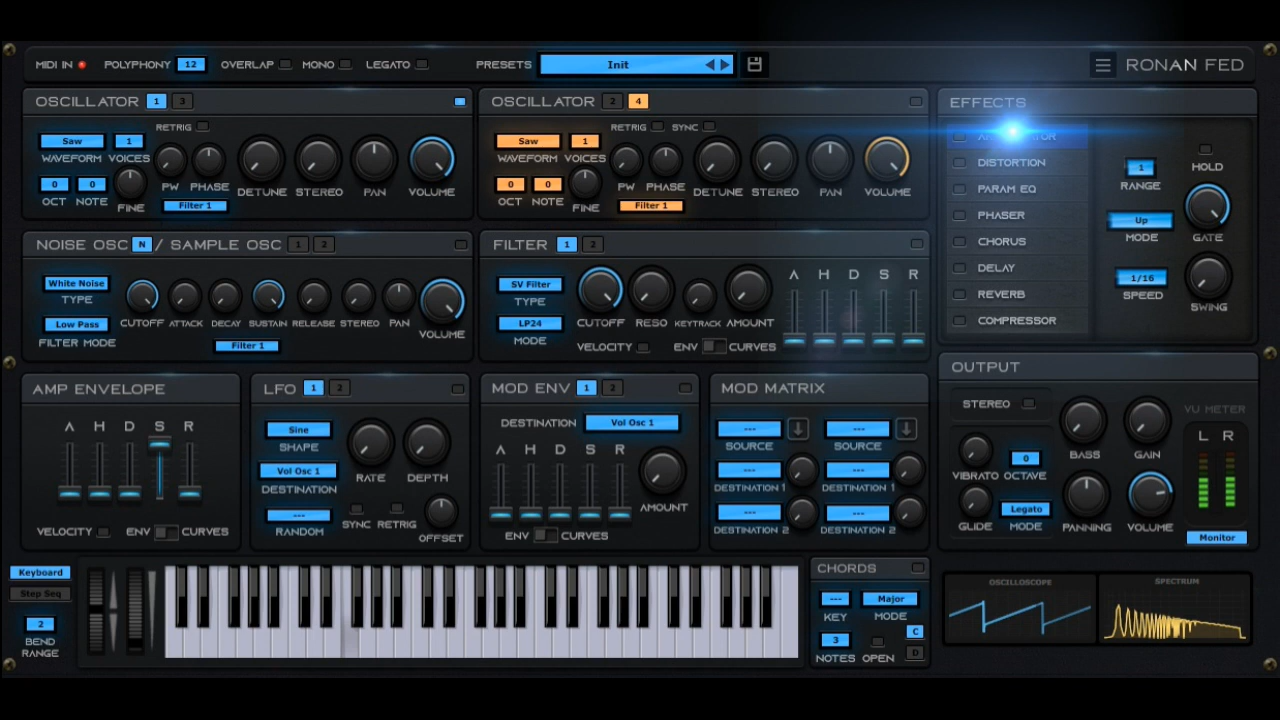 MIDI IN POLYPHONY 12 OVERLAP MONO LEGATO PRESETS Init RONAN FED
OSCILLATOR 1 3
RETRIG
Saw 1
WAVEFORM VOICES
0 0
OCT NOTE FINE
PW PHASE DETUNE STEREO PAN VOLUME
Filter 1
OSCILLATOR 2 4
RETRIG SYNC
Saw 1
WAVEFORM VOICES
0 0
OCT NOTE FINE
PW PHASE DETUNE STEREO PAN VOLUME
Filter 1
EFFECTS
DISTORTION
PARAM EQ
PHASER
CHORUS
DELAY
REVERB
COMPRESSOR
1
RANGE
Up
MODE
1/16
SPEED
HOLD
GATE
SWING
NOISE OSC N / SAMPLE OSC 1 2
White Noise
TYPE
Low Pass
FILTER MODE
CUTOFF ATTACK DECAY SUSTAIN RELEASE STEREO PAN VOLUME
Filter 1
FILTER 1 2
SV Filter
TYPE
LP24
MODE
CUTOFF RESO KEYTRACK AMOUNT
VELOCITY ENV CURVES
A H D S R
AMP ENVELOPE
A H D S R
VELOCITY ENV CURVES
LFO 1 2
Sine
SHAPE
Vol Osc 1
DESTINATION
---
RANDOM
RATE DEPTH
SYNC RETRIG OFFSET
MOD ENV 1 2
DESTINATION Vol Osc 1
A H D S R
AMOUNT
ENV CURVES
MOD MATRIX
--- ---
SOURCE SOURCE
--- ---
DESTINATION 1 DESTINATION 1
--- ---
DESTINATION 2 DESTINATION 2
OUTPUT
STEREO
VIBRATO
0
OCTAVE
GLIDE
Legato
MODE
BASS GAIN
PANNING VOLUME
VU METER
L R
Monitor
Keyboard
Step Seq
2
BEND
RANGE
CHORDS
--- Major
KEY MODE
3 C
NOTES OPEN D
OSCILLOSCOPE SPECTRUM